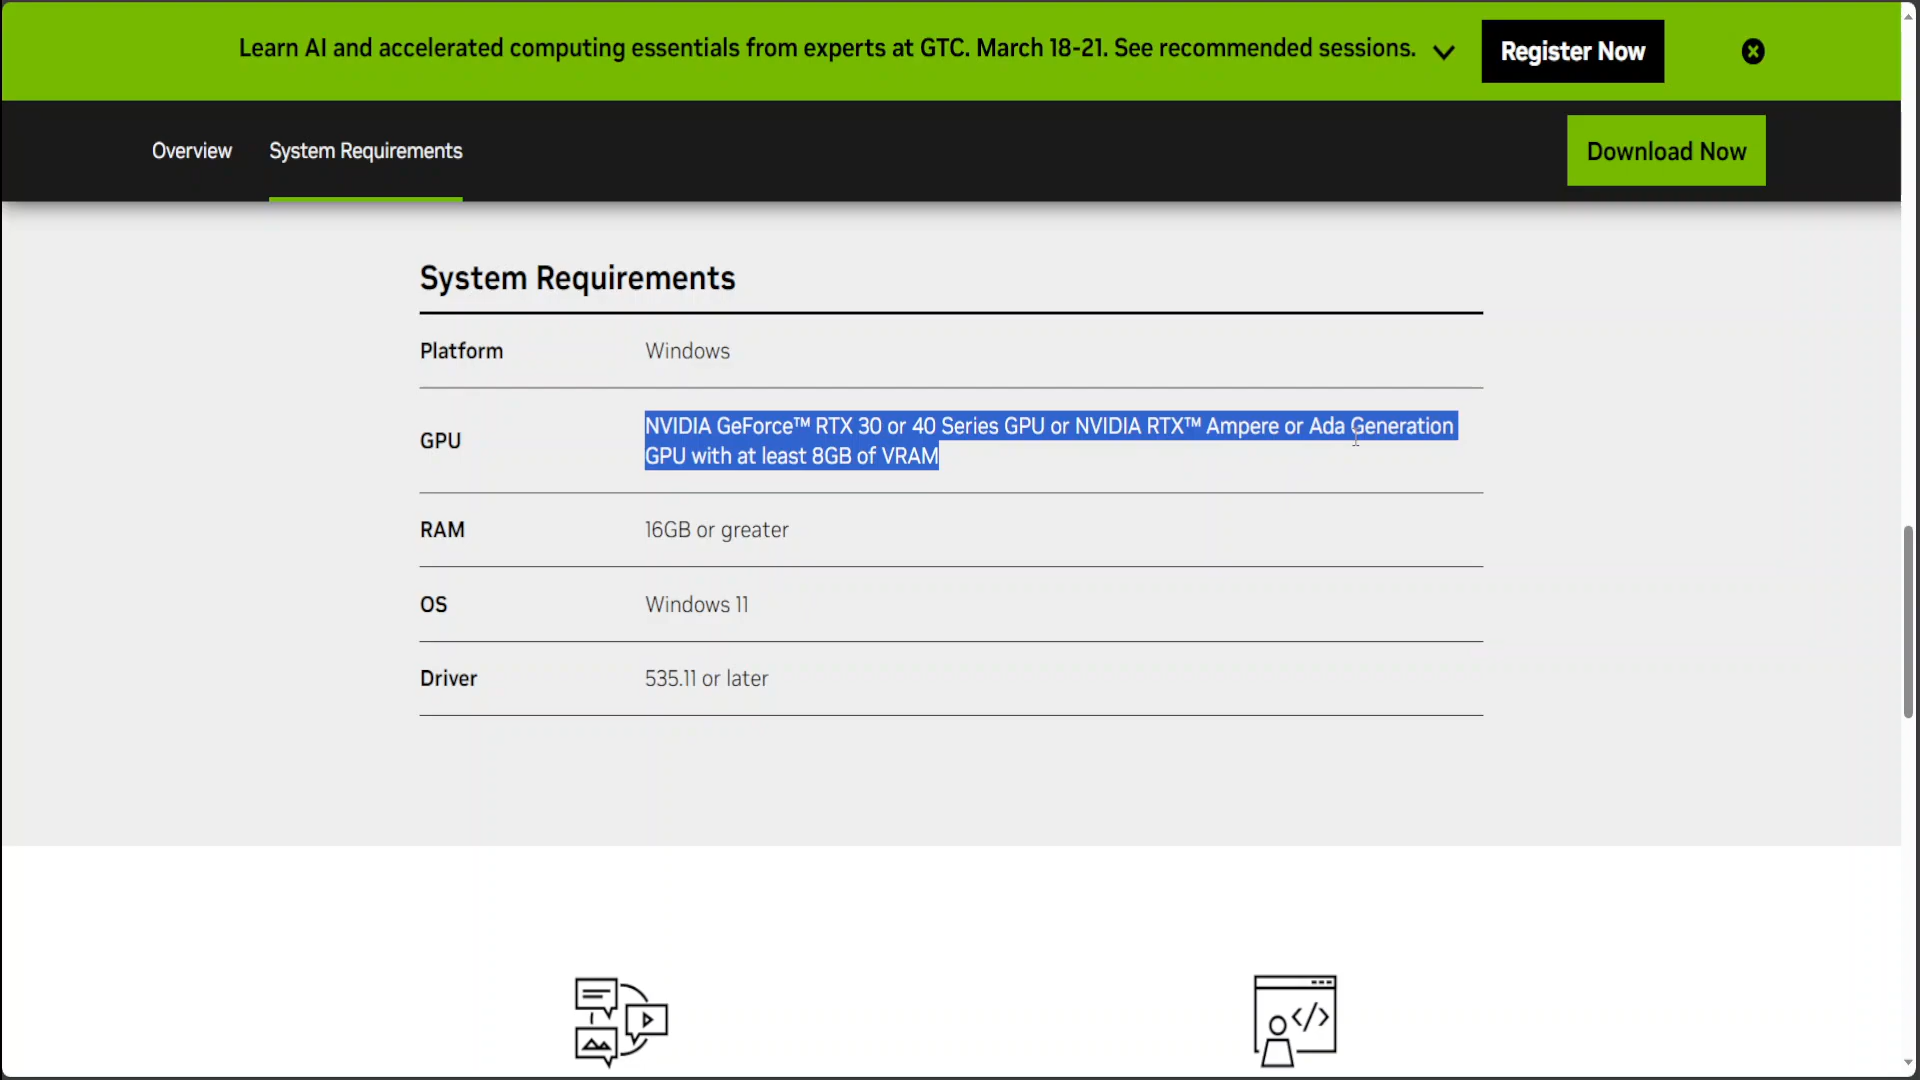 Learn AI and accelerated computing essentials from experts at GTC. March 18-21. See recommended sessions.
Register Now
Overview
System Requirements
Download Now
System Requirements
Platform
Windows
GPU
NVIDIA GeForce™ RTX 30 or 40 Series GPU or NVIDIA RTX™ Ampere or Ada Generation
GPU with at least 8GB of VRAM
RAM
16GB or greater
OS
Windows 11
Driver
535.11 or later